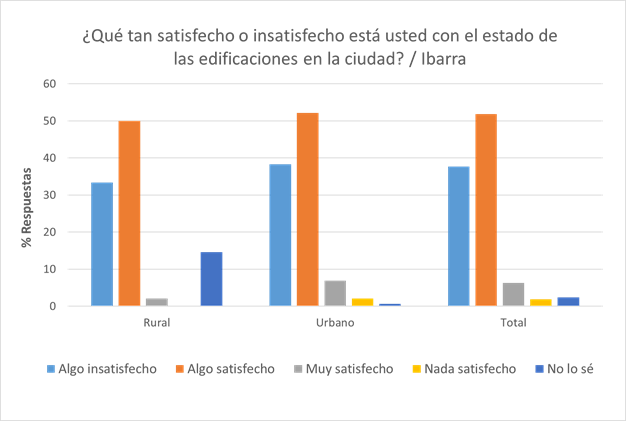 ¿Qué tan satisfecho o insatisfecho está usted con el estado de
las edificaciones en la ciudad? / Ibarra
60
50
40
30
20
10
0
% Respuestas
Rural Urbano Total
Algo insatisfecho Algo satisfecho Muy satisfecho Nada satisfecho No lo sé